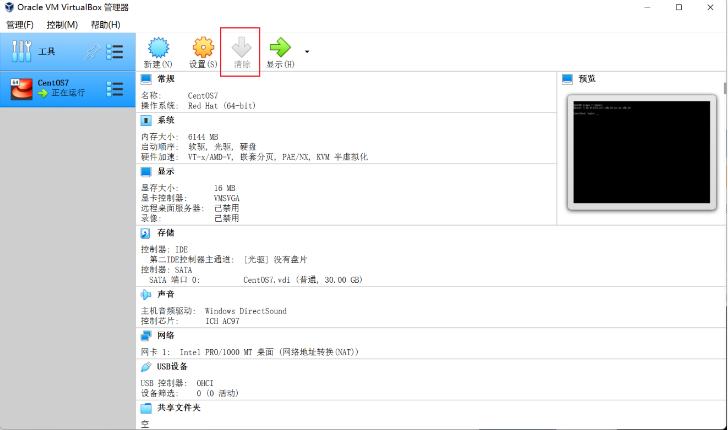 Oracle VM VirtualBox 管理器
管理(F) 控制(M) 帮助(H)
工具
新建(N) 设置(S) 清除 显示(H)
64
CentOS7
正在运行
常规
名称: CentOS7
操作系统: Red Hat (64-bit)
预览
系统
内存大小: 6144 MB
启动顺序: 软驱, 光驱, 硬盘
硬件加速: VT-x/AMD-V, 嵌套分页, PAE/NX, KVM 半虚拟化
显示
显存大小: 16 MB
显卡控制器: VMSVGA
远程桌面服务器: 已禁用
录像: 已禁用
存储
控制器: IDE
第二IDE控制器主通道: [光驱] 没有盘片
控制器: SATA
SATA 端口 0: CentOS7.vdi (普通, 30.00 GB)
声音
主机音频驱动: Windows DirectSound
控制芯片: ICH AC97
网络
网卡 1: Intel PRO/1000 MT 桌面 (网络地址转换(NAT))
USB设备
USB 控制器: OHCI
设备筛选: 0 (0 活动)
共享文件夹
空